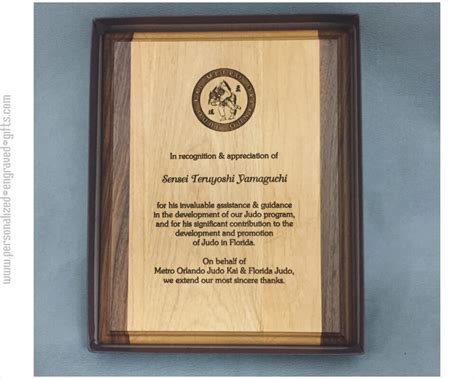 www.personalized-engraved-gifts.com
In recognition & appreciation of
Sensei Teruyoshi Yamaguchi
for his invaluable assistance & guidance
in the development of our Judo program,
and for his significant contribution to the
development and promotion
of Judo in Florida.
On behalf of
Metro Orlando Judo Kai & Florida Judo,
we extend our most sincere thanks.